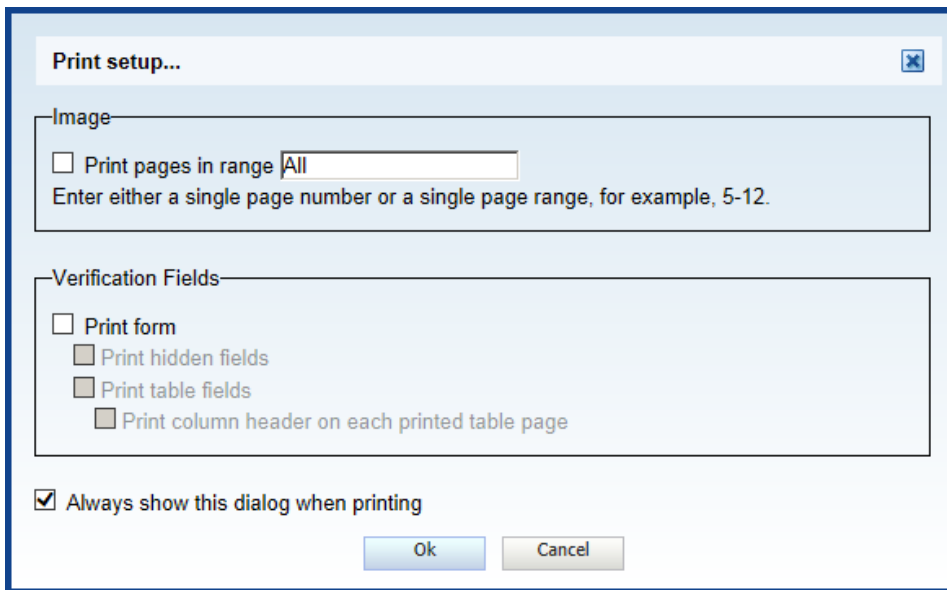 Print setup...
Image
Print pages in range All
Enter either a single page number or a single page range, for example, 5-12.
Verification Fields
Print form
Print hidden fields
Print table fields
Print column header on each printed table page
Always show this dialog when printing
Ok Cancel